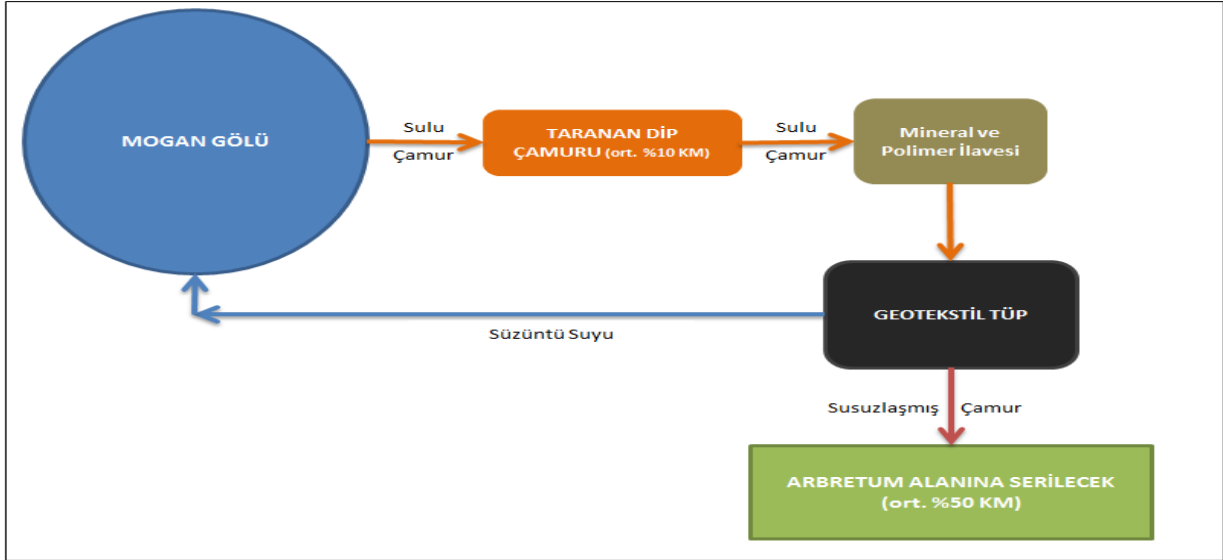 MOGAN GÖLÜ
Sulu
Çamur
TARANAN DİP
ÇAMURU (ort. %10 KM)
Sulu
Çamur
Mineral ve
Polimer İlavesi
GEOTEKSTİL TÜP
Süzüntü Suyu
Susuzlaşmış Çamur
ARBRETUM ALANINA SERİLECEK
(ort. %50 KM)